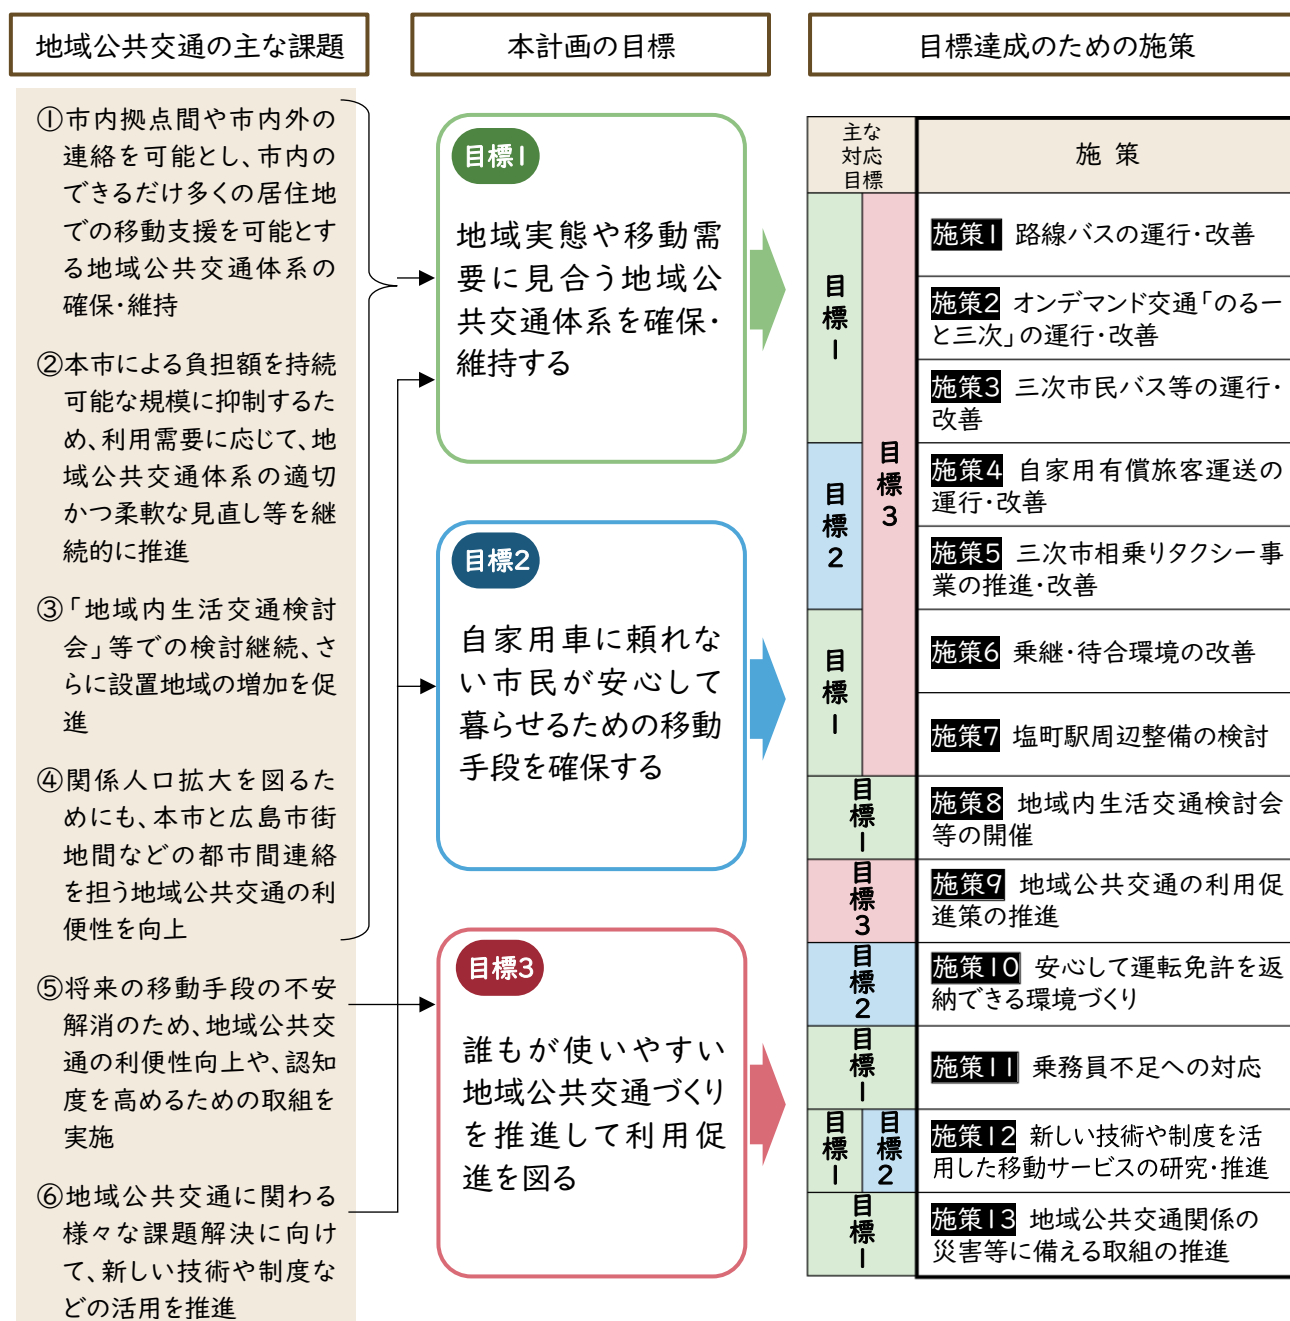 地域公共交通の主な課題
①市内拠点間や市内外の
連絡を可能とし、市内の
できるだけ多くの居住地
での移動支援を可能とす
る地域公共交通体系の
確保・維持
②本市による負担額を持続
可能な規模に抑制するた
め、利用需要に応じて、地
域公共交通体系の適切
かつ柔軟な見直し等を継
続的に推進
③「地域内生活交通検討
会」等での検討継続、さ
らに設置地域の増加を促
進
④関係人口拡大を図るた
めにも、本市と広島市街
地間などの都市間連絡
を担う地域公共交通の利
便性を向上
⑤将来の移動手段の不安
解消のため、地域公共交
通の利便性向上や、認知
度を高めるための取組を
実施
⑥地域公共交通に関わる
様々な課題解決に向け
て、新しい技術や制度な
どの活用を推進
本計画の目標
目標1
地域実態や移動需
要に見合う地域公
共交通体系を確保・
維持する
目標2
自家用車に頼れな
い市民が安心して
暮らせるための移動
手段を確保する
目標3
誰もが使いやすい
地域公共交通づくり
を推進して利用促
進を図る
目標達成のための施策
主な
対応
目標
施 策
目標1
目標3
施策1 路線バスの運行・改善
施策2 オンデマンド交通「のるー
と三次」の運行・改善
施策3 三次市民バス等の運行・
改善
目標2
施策4 自家用有償旅客運送の
運行・改善
施策5 三次市相乗りタクシー事
業の推進・改善
目標1
施策6 乗継・待合環境の改善
施策7 塩町駅周辺整備の検討
目標1
施策8 地域内生活交通検討会
等の開催
目標3
施策9 地域公共交通の利用促
進策の推進
目標2
施策10 安心して運転免許を返
納できる環境づくり
目標1
施策11 乗務員不足への対応
目標1
目標2
施策12 新しい技術や制度を活
用した移動サービスの研究・推進
目標1
施策13 地域公共交通関係の
災害等に備える取組の推進